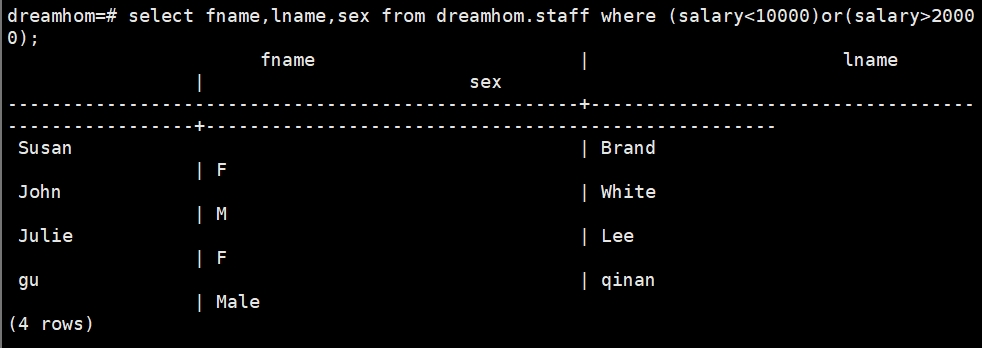 dreamhom=# select fname,lname,sex from dreamhom.staff where (salary<10000)or(salary>2000
0);
                       fname                        |                       lname
                 |                        sex
----------------------------------------------------+-----------------------------------
-----------------+----------------------------------------------------
 Susan                                              | Brand
                 | F
 John                                               | White
                 | M
 Julie                                              | Lee
                 | F
 gu                                                 | qinan
                 | Male
(4 rows)